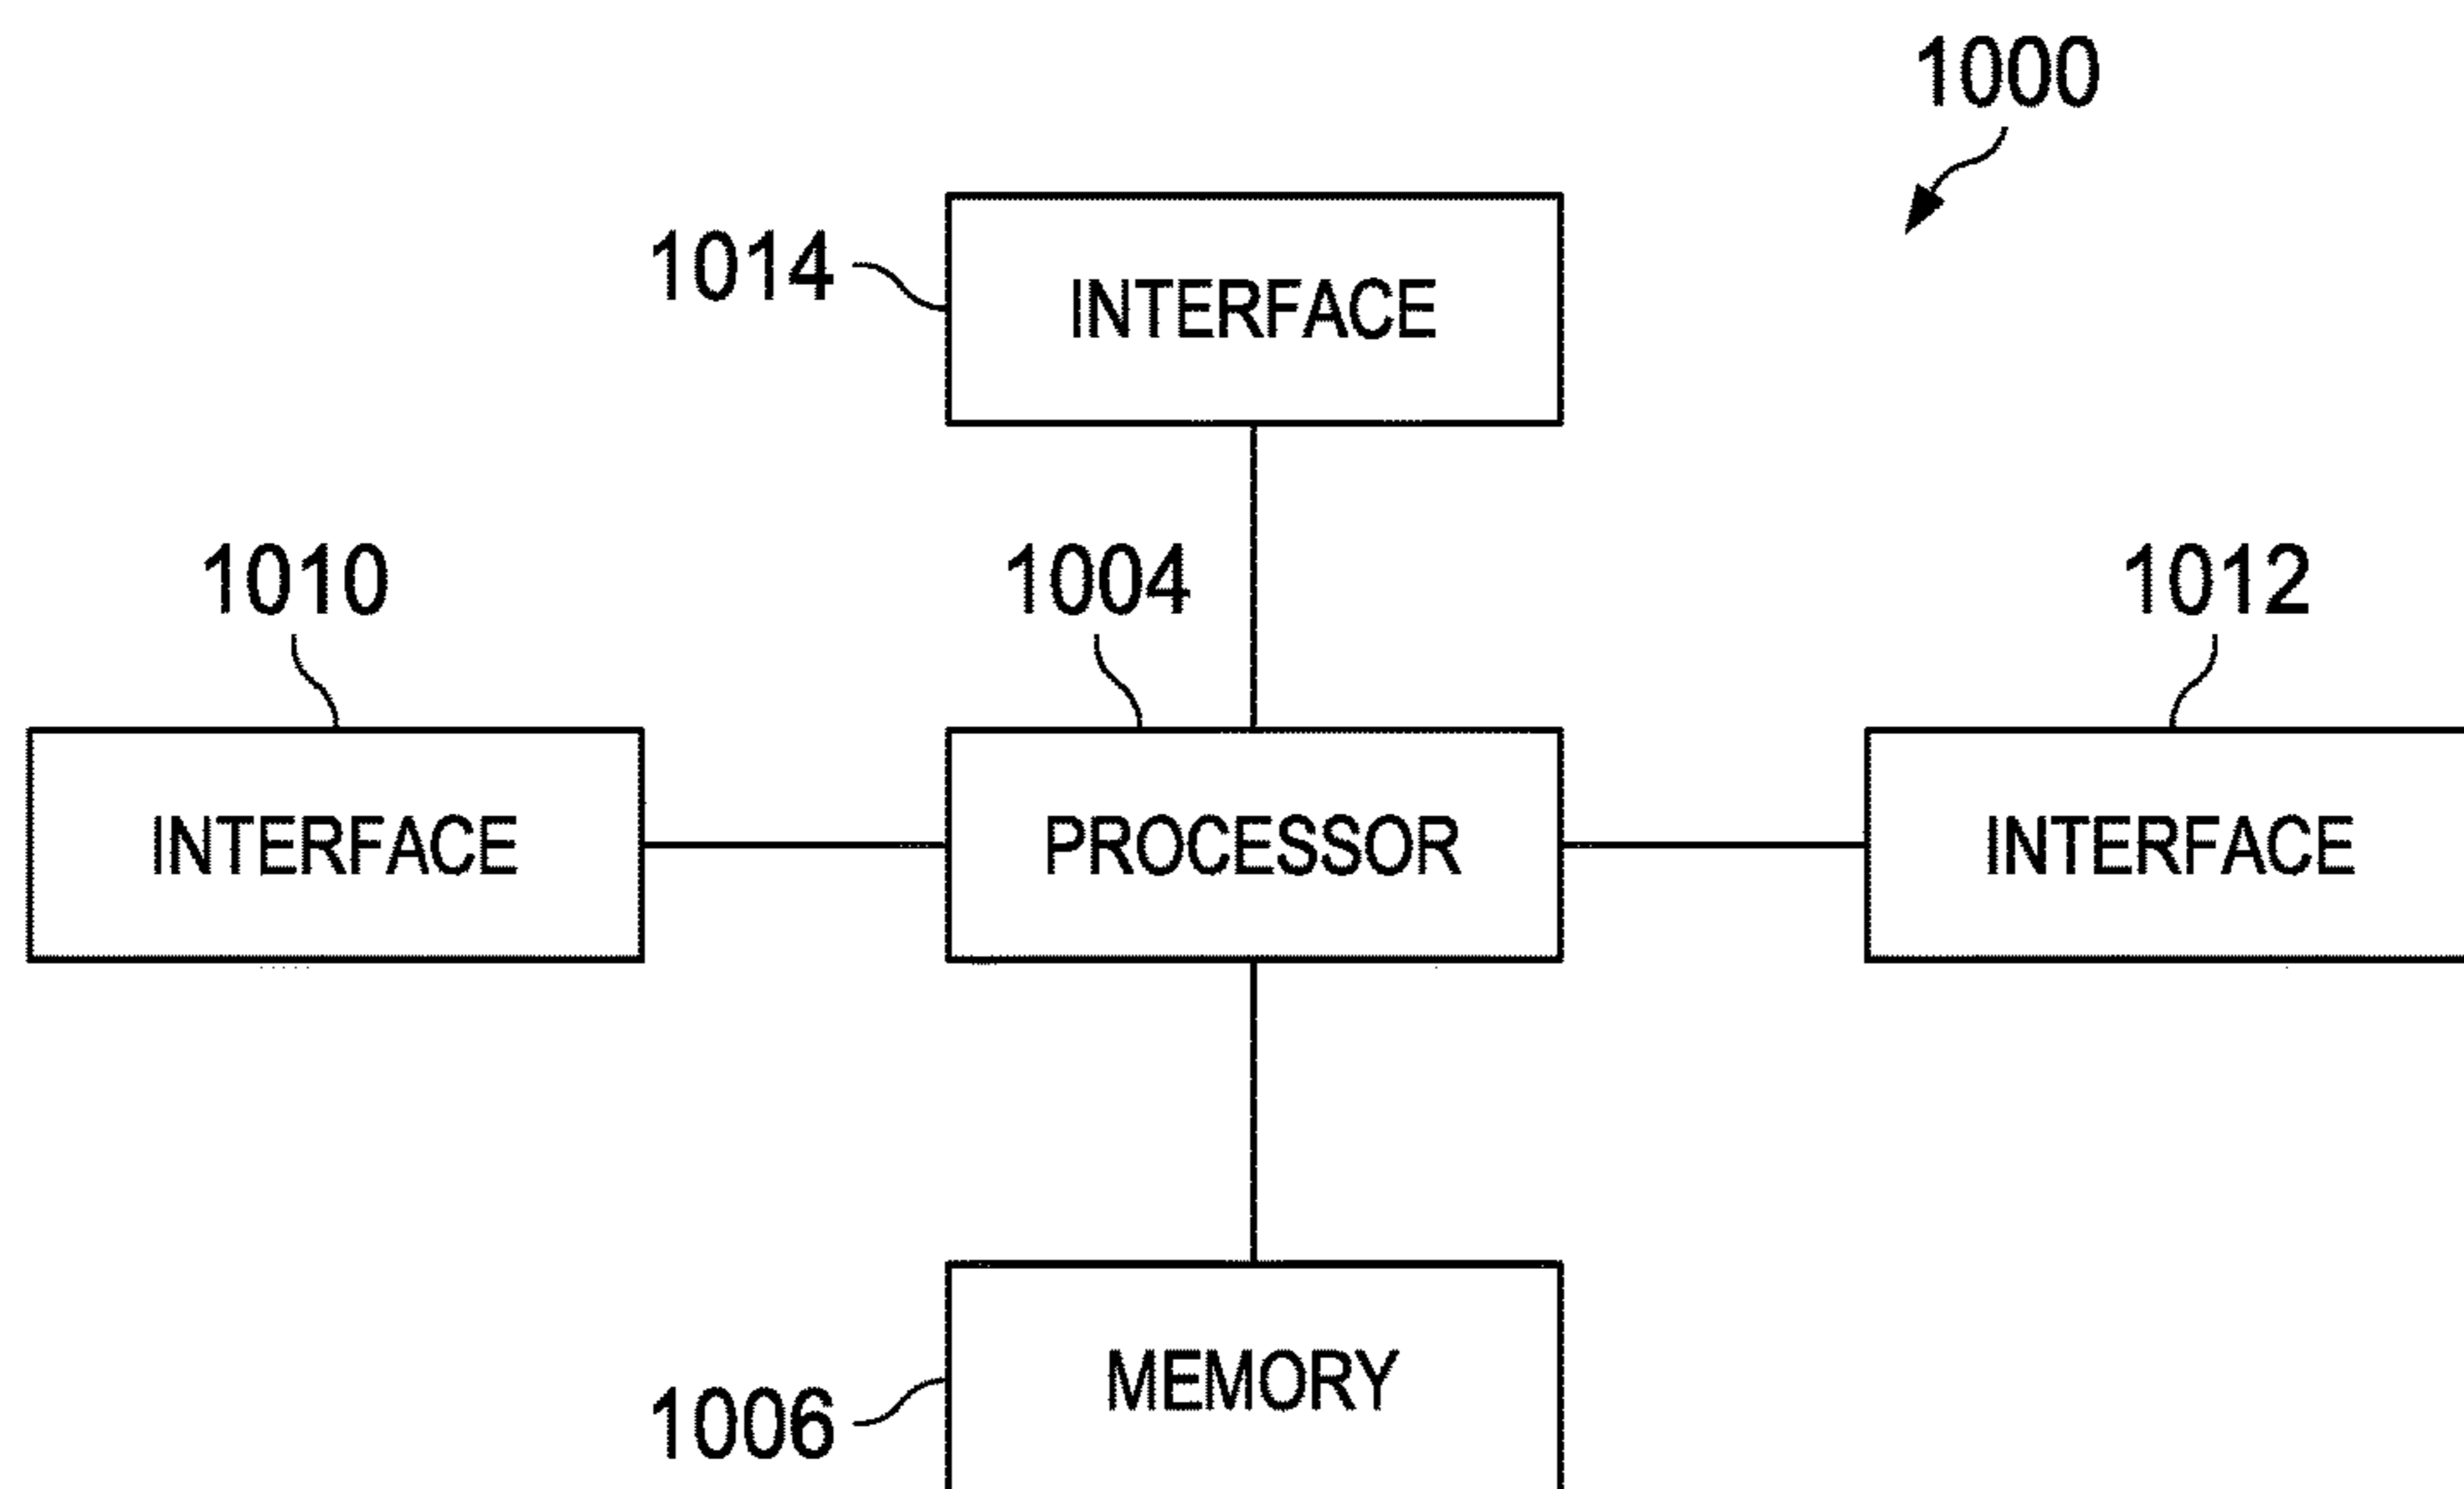 1000
1014
INTERFACE
1010
1004
1012
INTERFACE
PROCESSOR
INTERFACE
MEMORY
1006